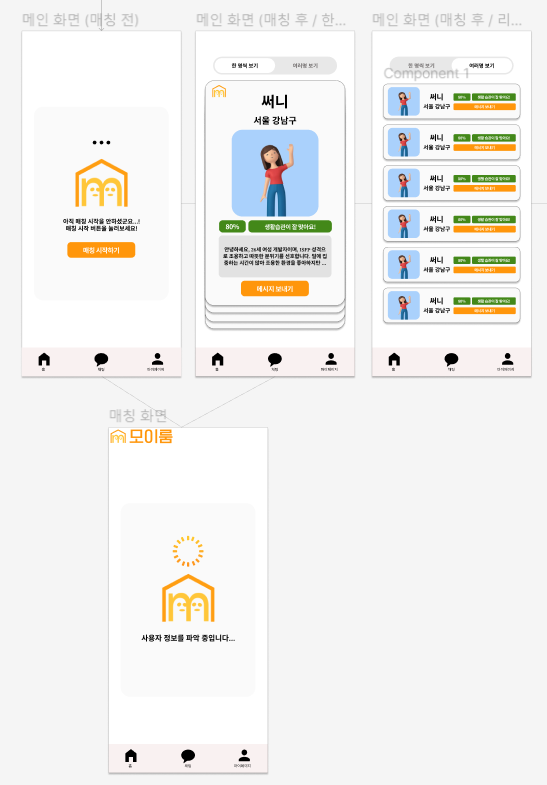 메인 화면 (매칭 전)
메인 화면 (매칭 후 / 한...
메인 화면 (매칭 후 / 리...
아직 매칭 시작을 안하셨군요...!
매칭 시작 버튼을 눌러보세요!
매칭 시작하기
홈
채팅
마이페이지
한 명씩 보기
여러명 보기
써니
서울 강남구
80%
생활습관이 잘 맞아요!
안녕하세요, 26세 여성 개발자이며, ISFP 성격으
로 조용하고 따뜻한 분위기를 선호합니다. 밤에 집
중하는 시간이 많아 조용한 환경을 좋아하지만 ...
메시지 보내기
홈
채팅
마이페이지
한 명씩 보기
여러명 보기
Component 1
써니
서울 강남구
80%
생활습관이 잘 맞아요!
메시지 보내기
써니
서울 강남구
80%
생활습관이 잘 맞아요!
메시지 보내기
써니
서울 강남구
80%
생활습관이 잘 맞아요!
메시지 보내기
써니
서울 강남구
80%
생활습관이 잘 맞아요!
메시지 보내기
써니
서울 강남구
80%
생활습관이 잘 맞아요!
메시지 보내기
써니
서울 강남구
80%
생활습관이 잘 맞아요!
메시지 보내기
홈
채팅
마이페이지
매칭 화면
모이룸
사용자 정보를 파악 중입니다...
홈
채팅
마이페이지